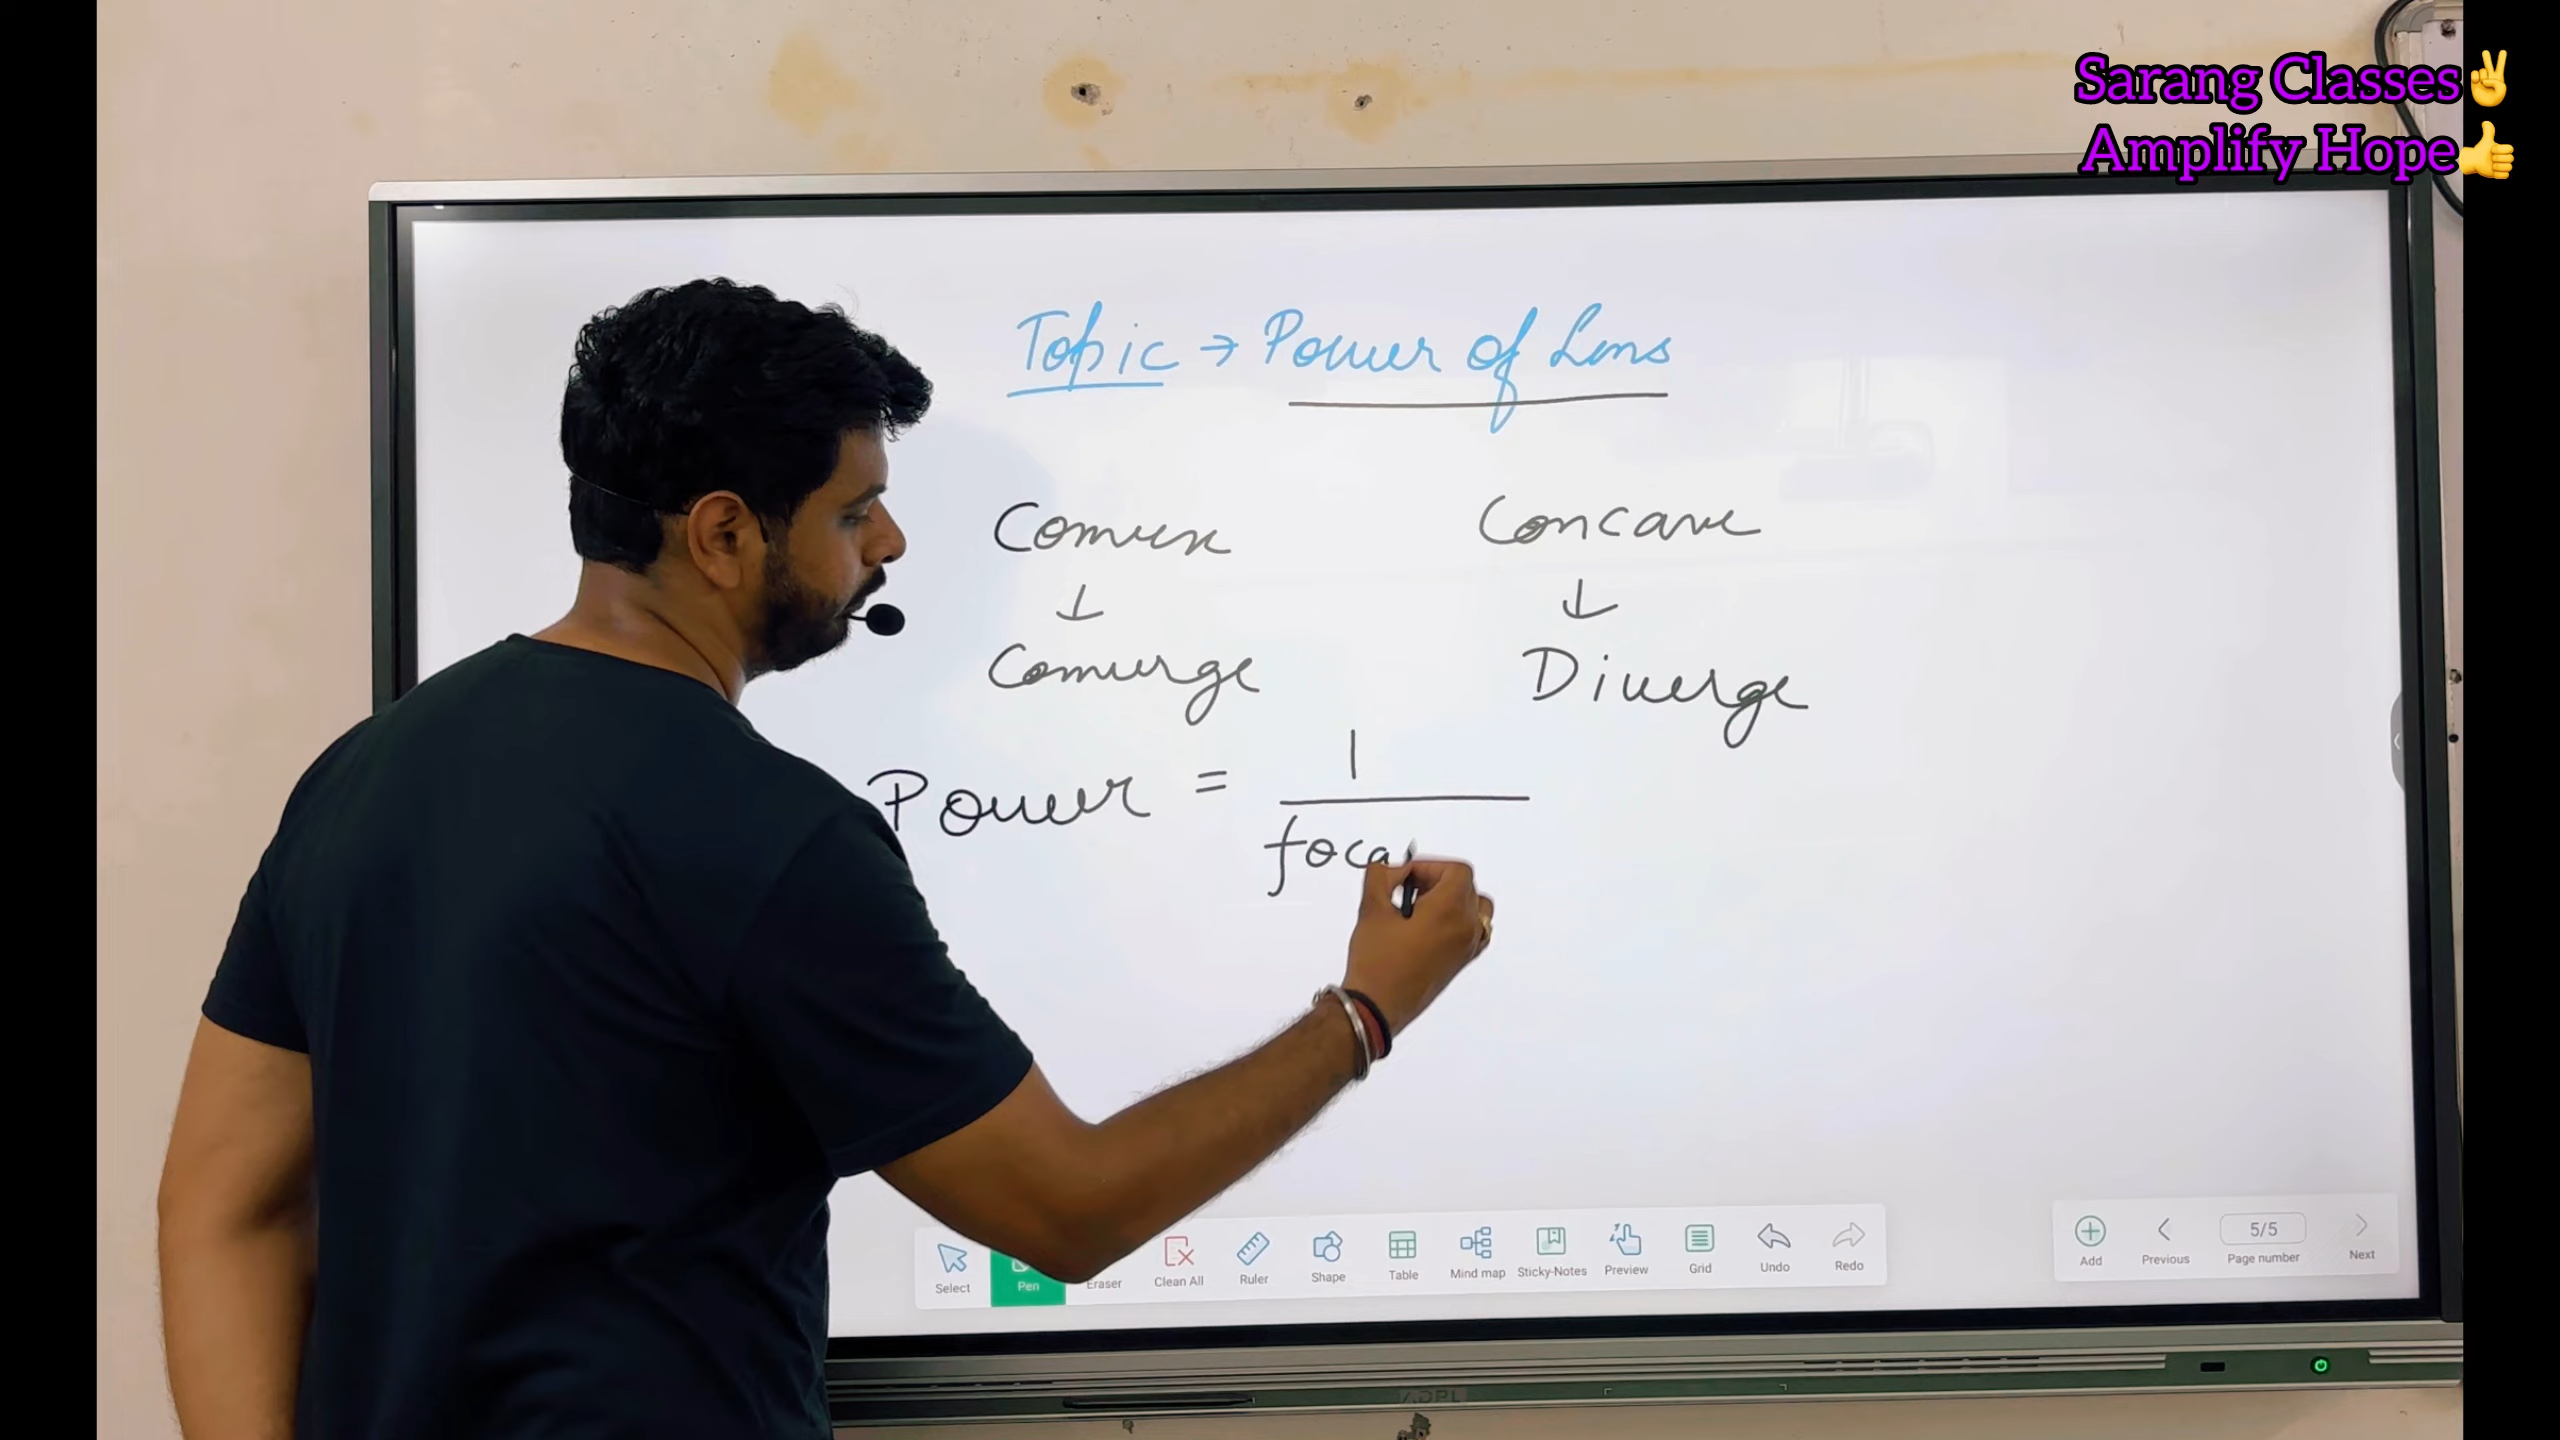 Sarang Classes✌️
Amplify Hope👍
Topic → Power of Lens
Convex Concave
↓ ↓
Converge Diverge
Power = 1
foca
Select Pen Eraser Clean All Ruler Shape Table Mind map Sticky-Notes Preview Grid Undo Redo
Add Previous 5/5 Page number Next